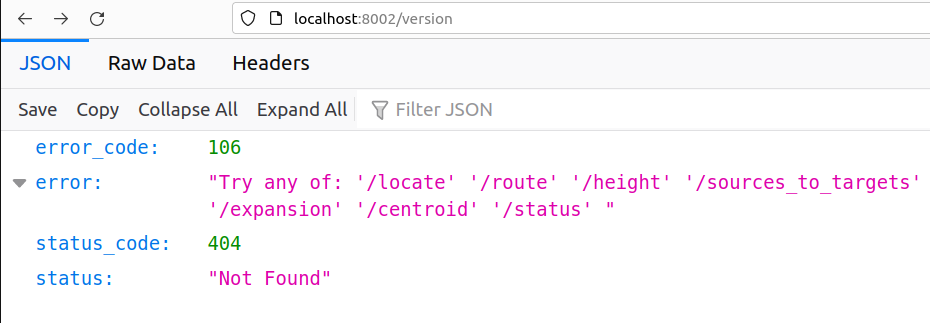 localhost:8002/version
JSON Raw Data Headers
Save Copy Collapse All Expand All Filter JSON
error_code: 106
error: "Try any of: '/locate' '/route' '/height' '/sources_to_targets'
'/expansion' '/centroid' '/status' "
status_code: 404
status: "Not Found"